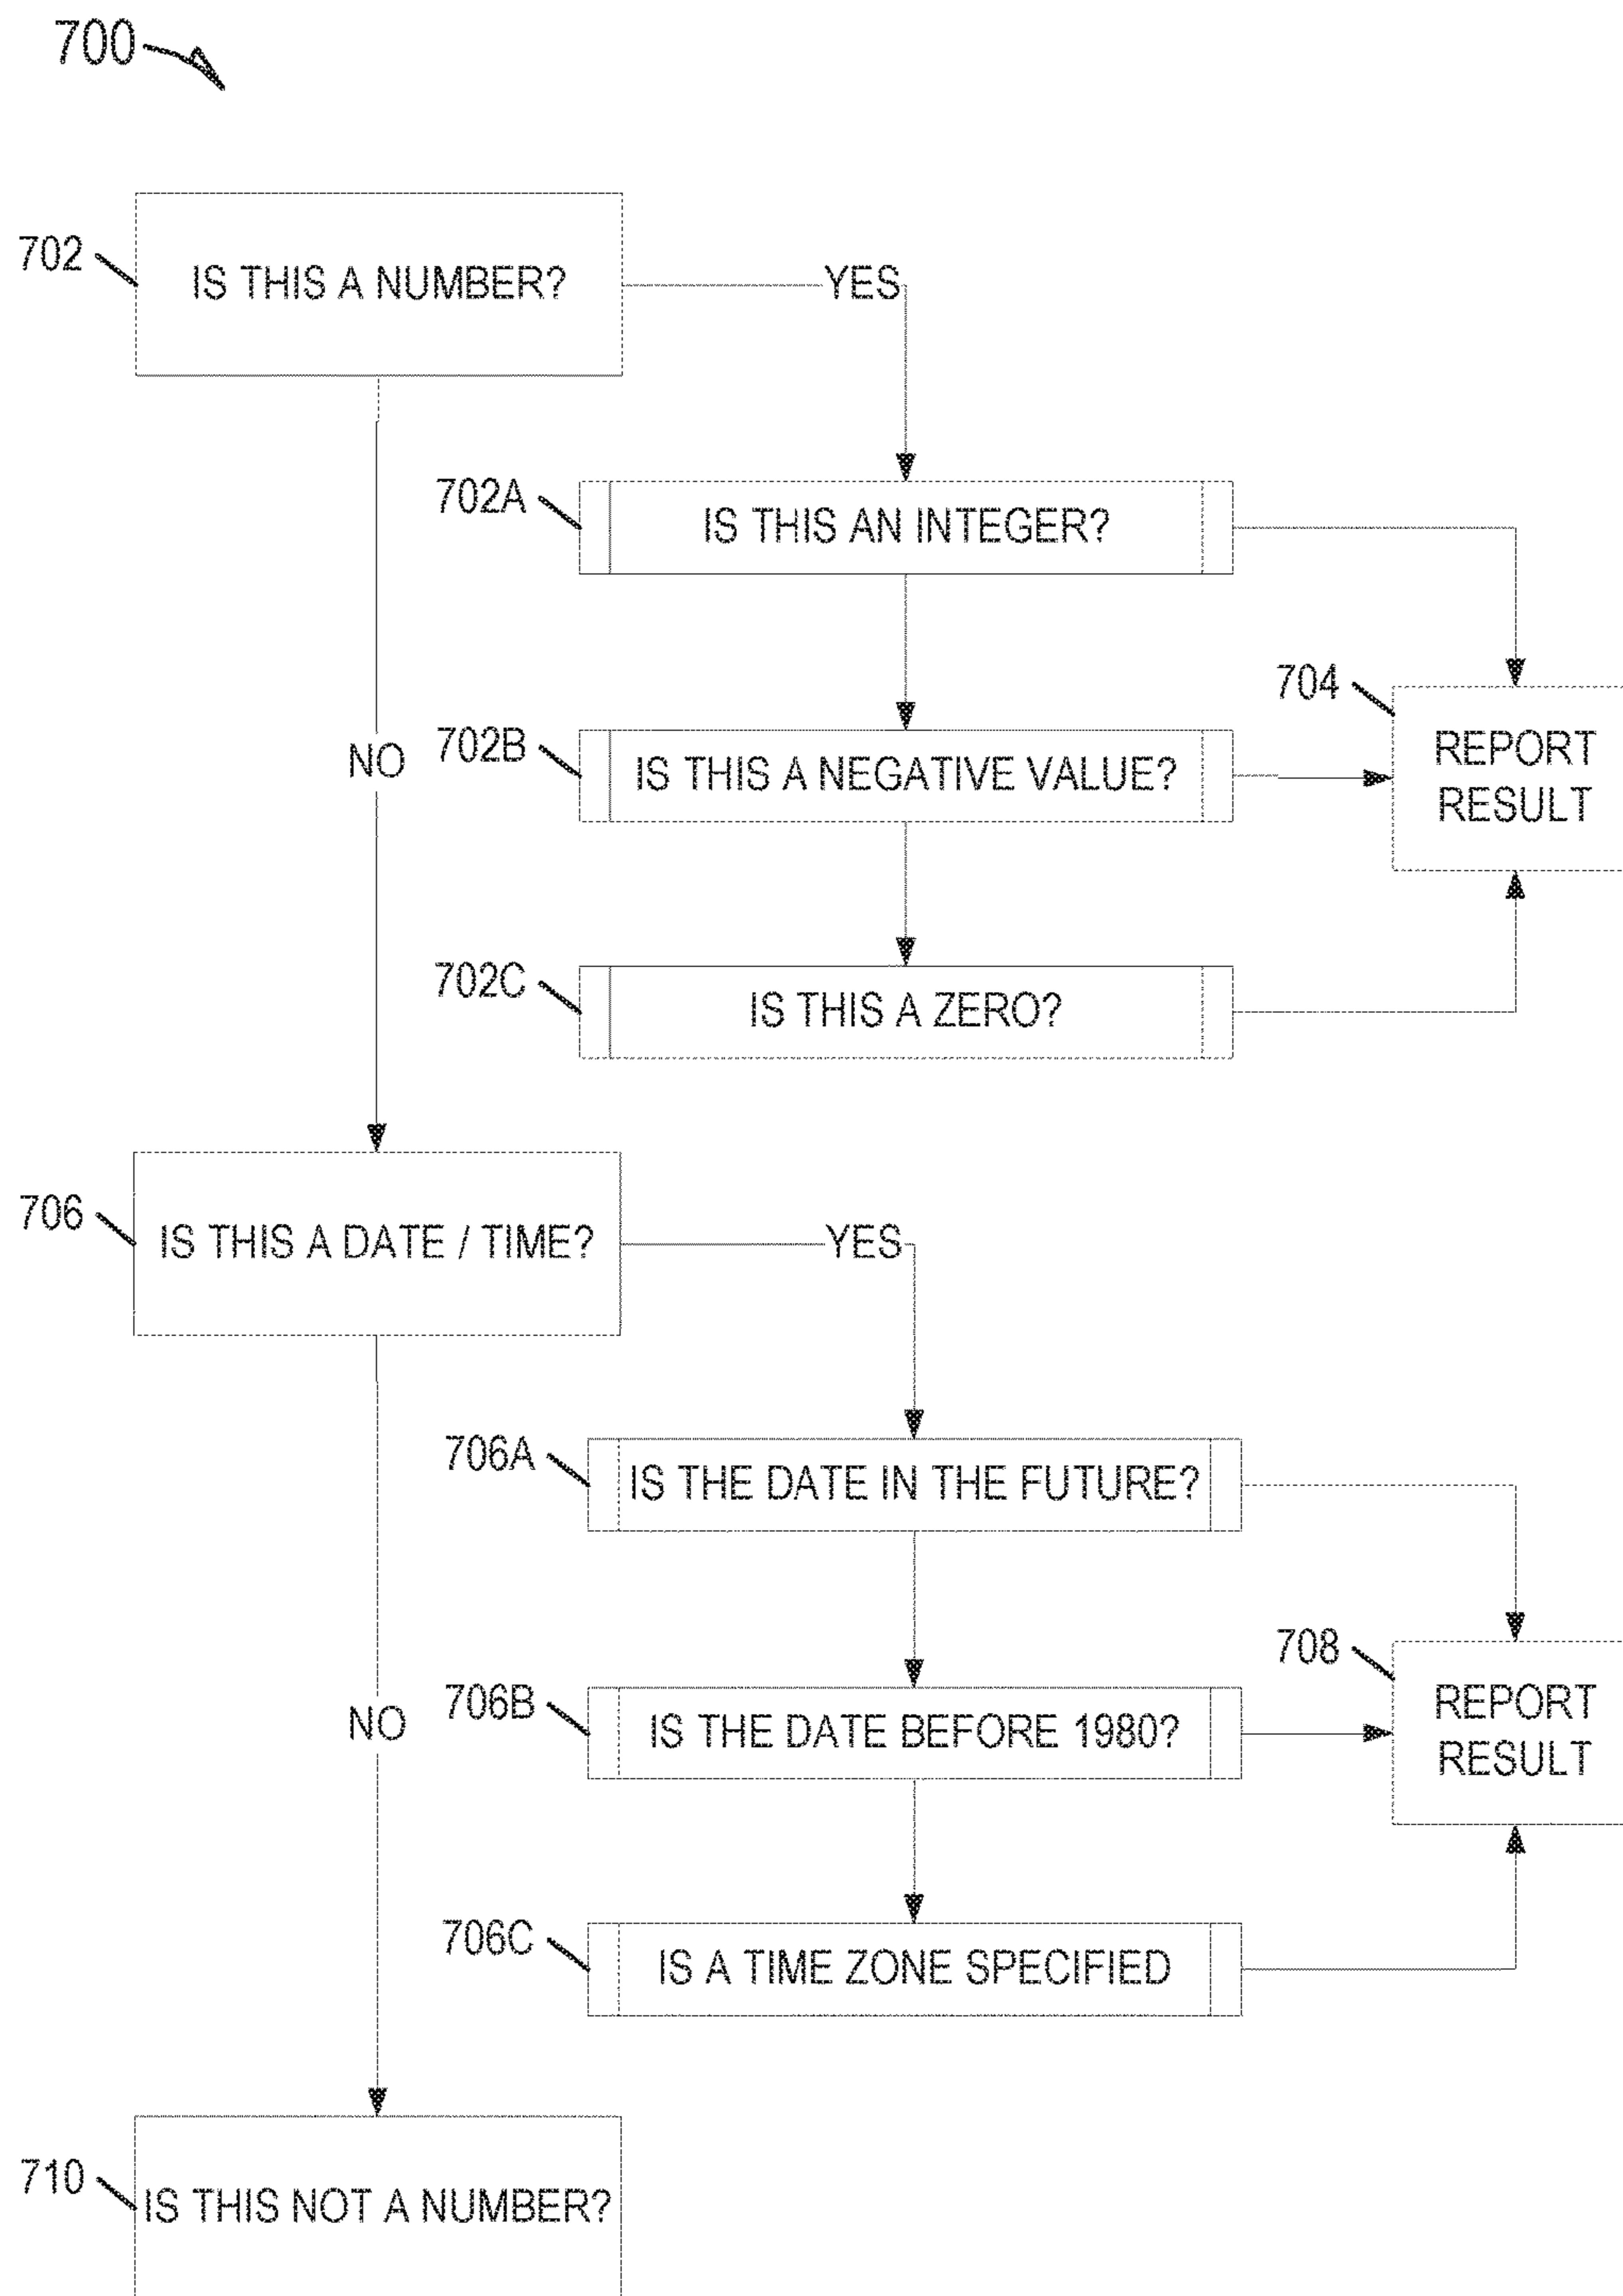 700
702
IS THIS A NUMBER?
YES
702A
IS THIS AN INTEGER?
704
REPORT
RESULT
NO
702B
IS THIS A NEGATIVE VALUE?
702C
IS THIS A ZERO?
706
IS THIS A DATE / TIME?
YES
706A
IS THE DATE IN THE FUTURE?
708
REPORT
RESULT
NO
706B
IS THE DATE BEFORE 1980?
706C
IS A TIME ZONE SPECIFIED
710
IS THIS NOT A NUMBER?